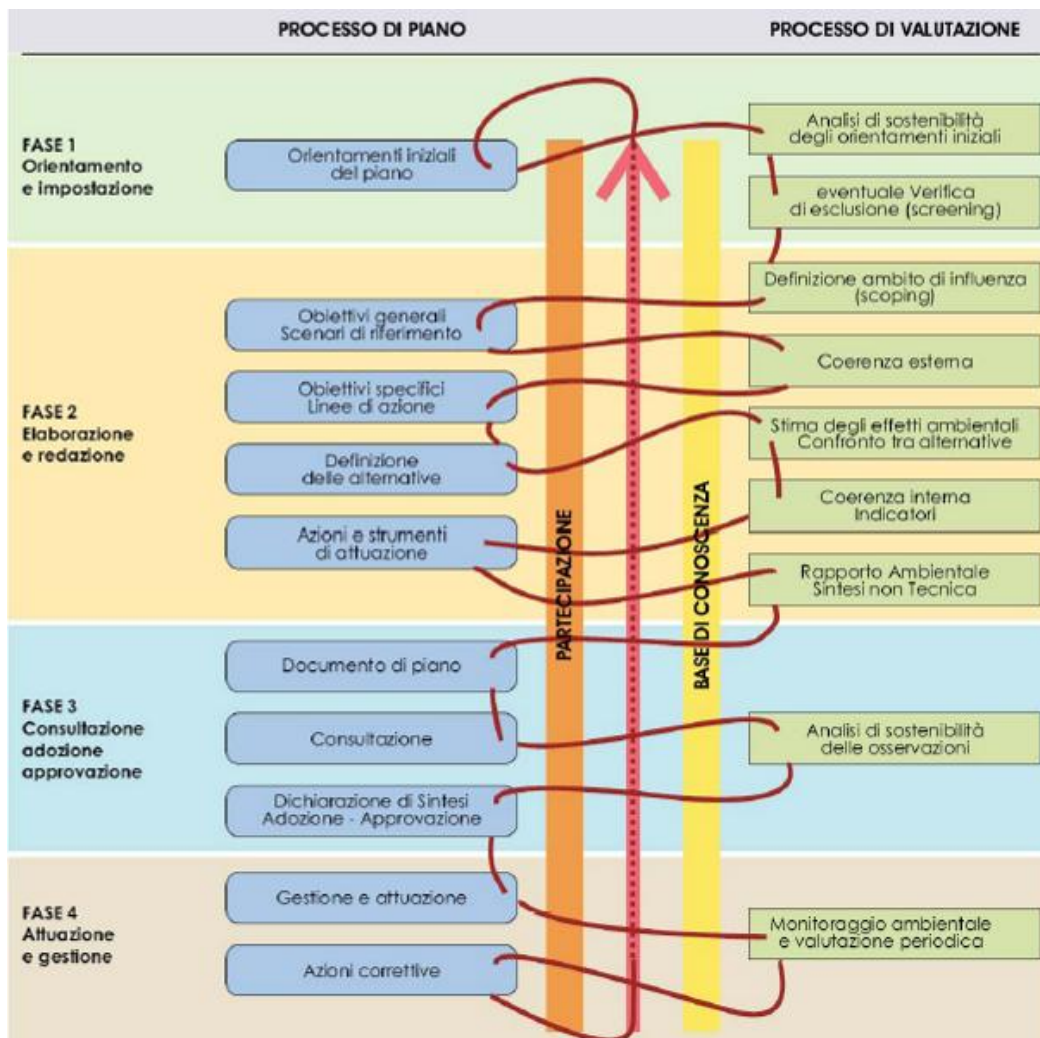 PROCESSO DI PIANO
PROCESSO DI VALUTAZIONE
FASE 1
Orientamento
e impostazione
Orientamenti iniziali
del piano
Analisi di sostenibilità
degli orientamenti iniziali
eventuale Verifica
di esclusione (screening)
FASE 2
Elaborazione
e redazione
Obiettivi generali
Scenari di riferimento
Obiettivi specifici
Linee di azione
Definizione
delle alternative
Azioni e strumenti
di attuazione
Definizione ambito di influenza
(scoping)
Coerenza esterna
Stima degli effetti ambientali
Confronto tra alternative
Coerenza interna
Indicatori
Rapporto Ambientale
Sintesi non Tecnica
PARTECIPAZIONE
BASE DI CONOSCENZA
FASE 3
Consultazione
adozione
approvazione
Documento di piano
Consultazione
Dichiarazione di Sintesi
Adozione - Approvazione
Analisi di sostenibilità
delle osservazioni
FASE 4
Attuazione
e gestione
Gestione e attuazione
Azioni correttive
Monitoraggio ambientale
e valutazione periodica